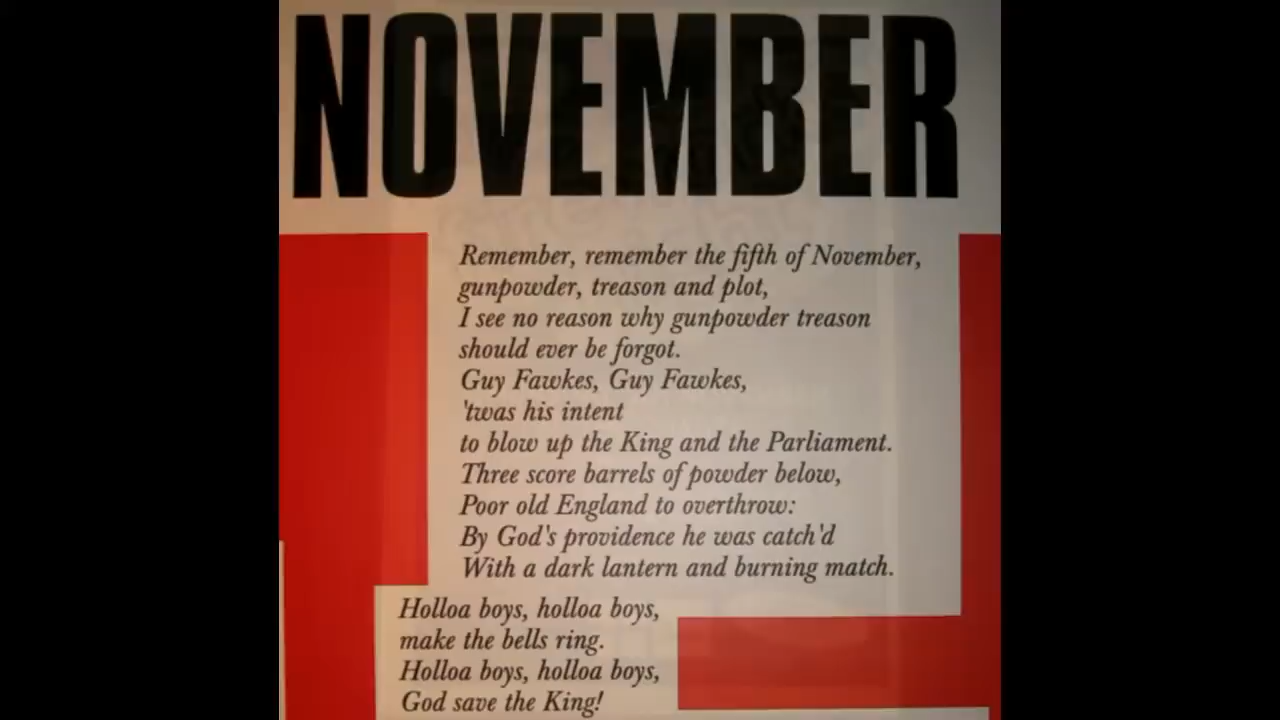 NOVEMBER
Remember, remember the fifth of November,
gunpowder, treason and plot,
I see no reason why gunpowder treason
should ever be forgot.
Guy Fawkes, Guy Fawkes,
'twas his intent
to blow up the King and the Parliament.
Three score barrels of powder below,
Poor old England to overthrow:
By God's providence he was catch'd
With a dark lantern and burning match.
Holloa boys, holloa boys,
make the bells ring.
Holloa boys, holloa boys,
God save the King!